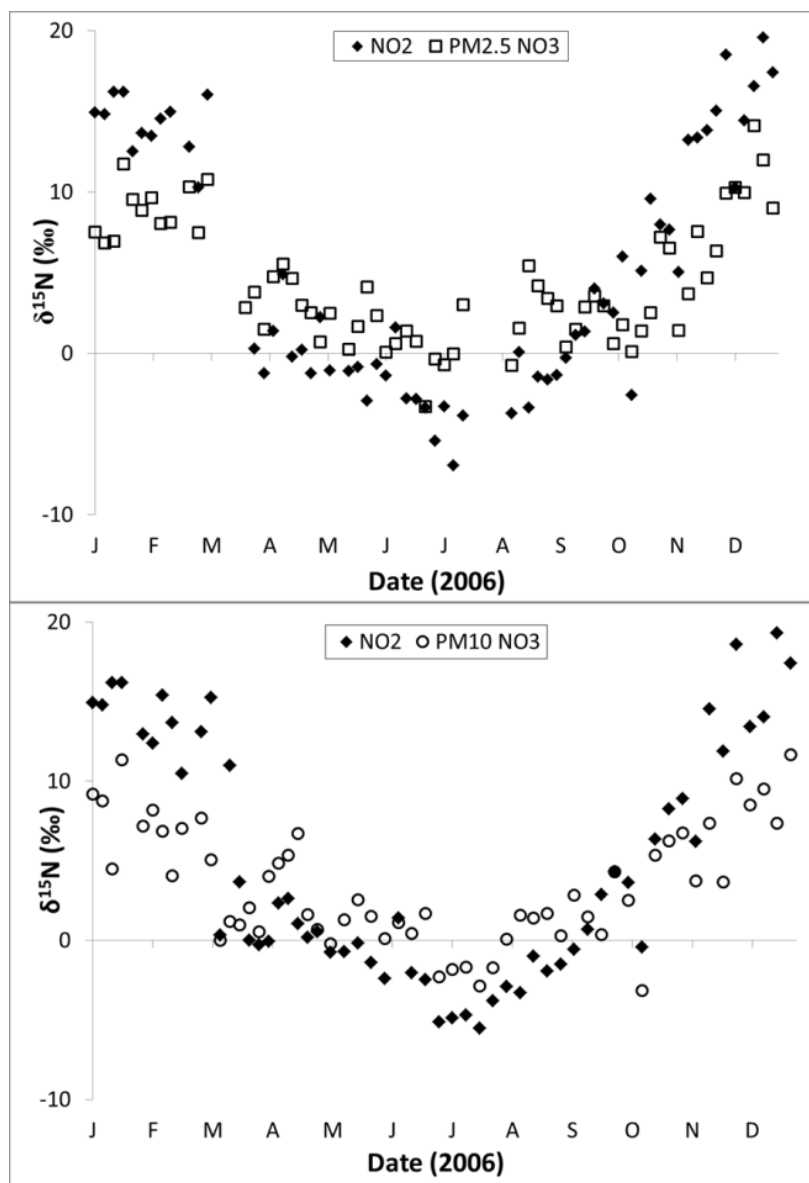 20
◆ NO2 □ PM2.5 NO3
10
δ¹⁵N (‰)
0
-10
J F M A M J J A S O N D
Date (2006)
20
◆ NO2 ○ PM10 NO3
10
δ¹⁵N (‰)
0
-10
J F M A M J J A S O N D
Date (2006)